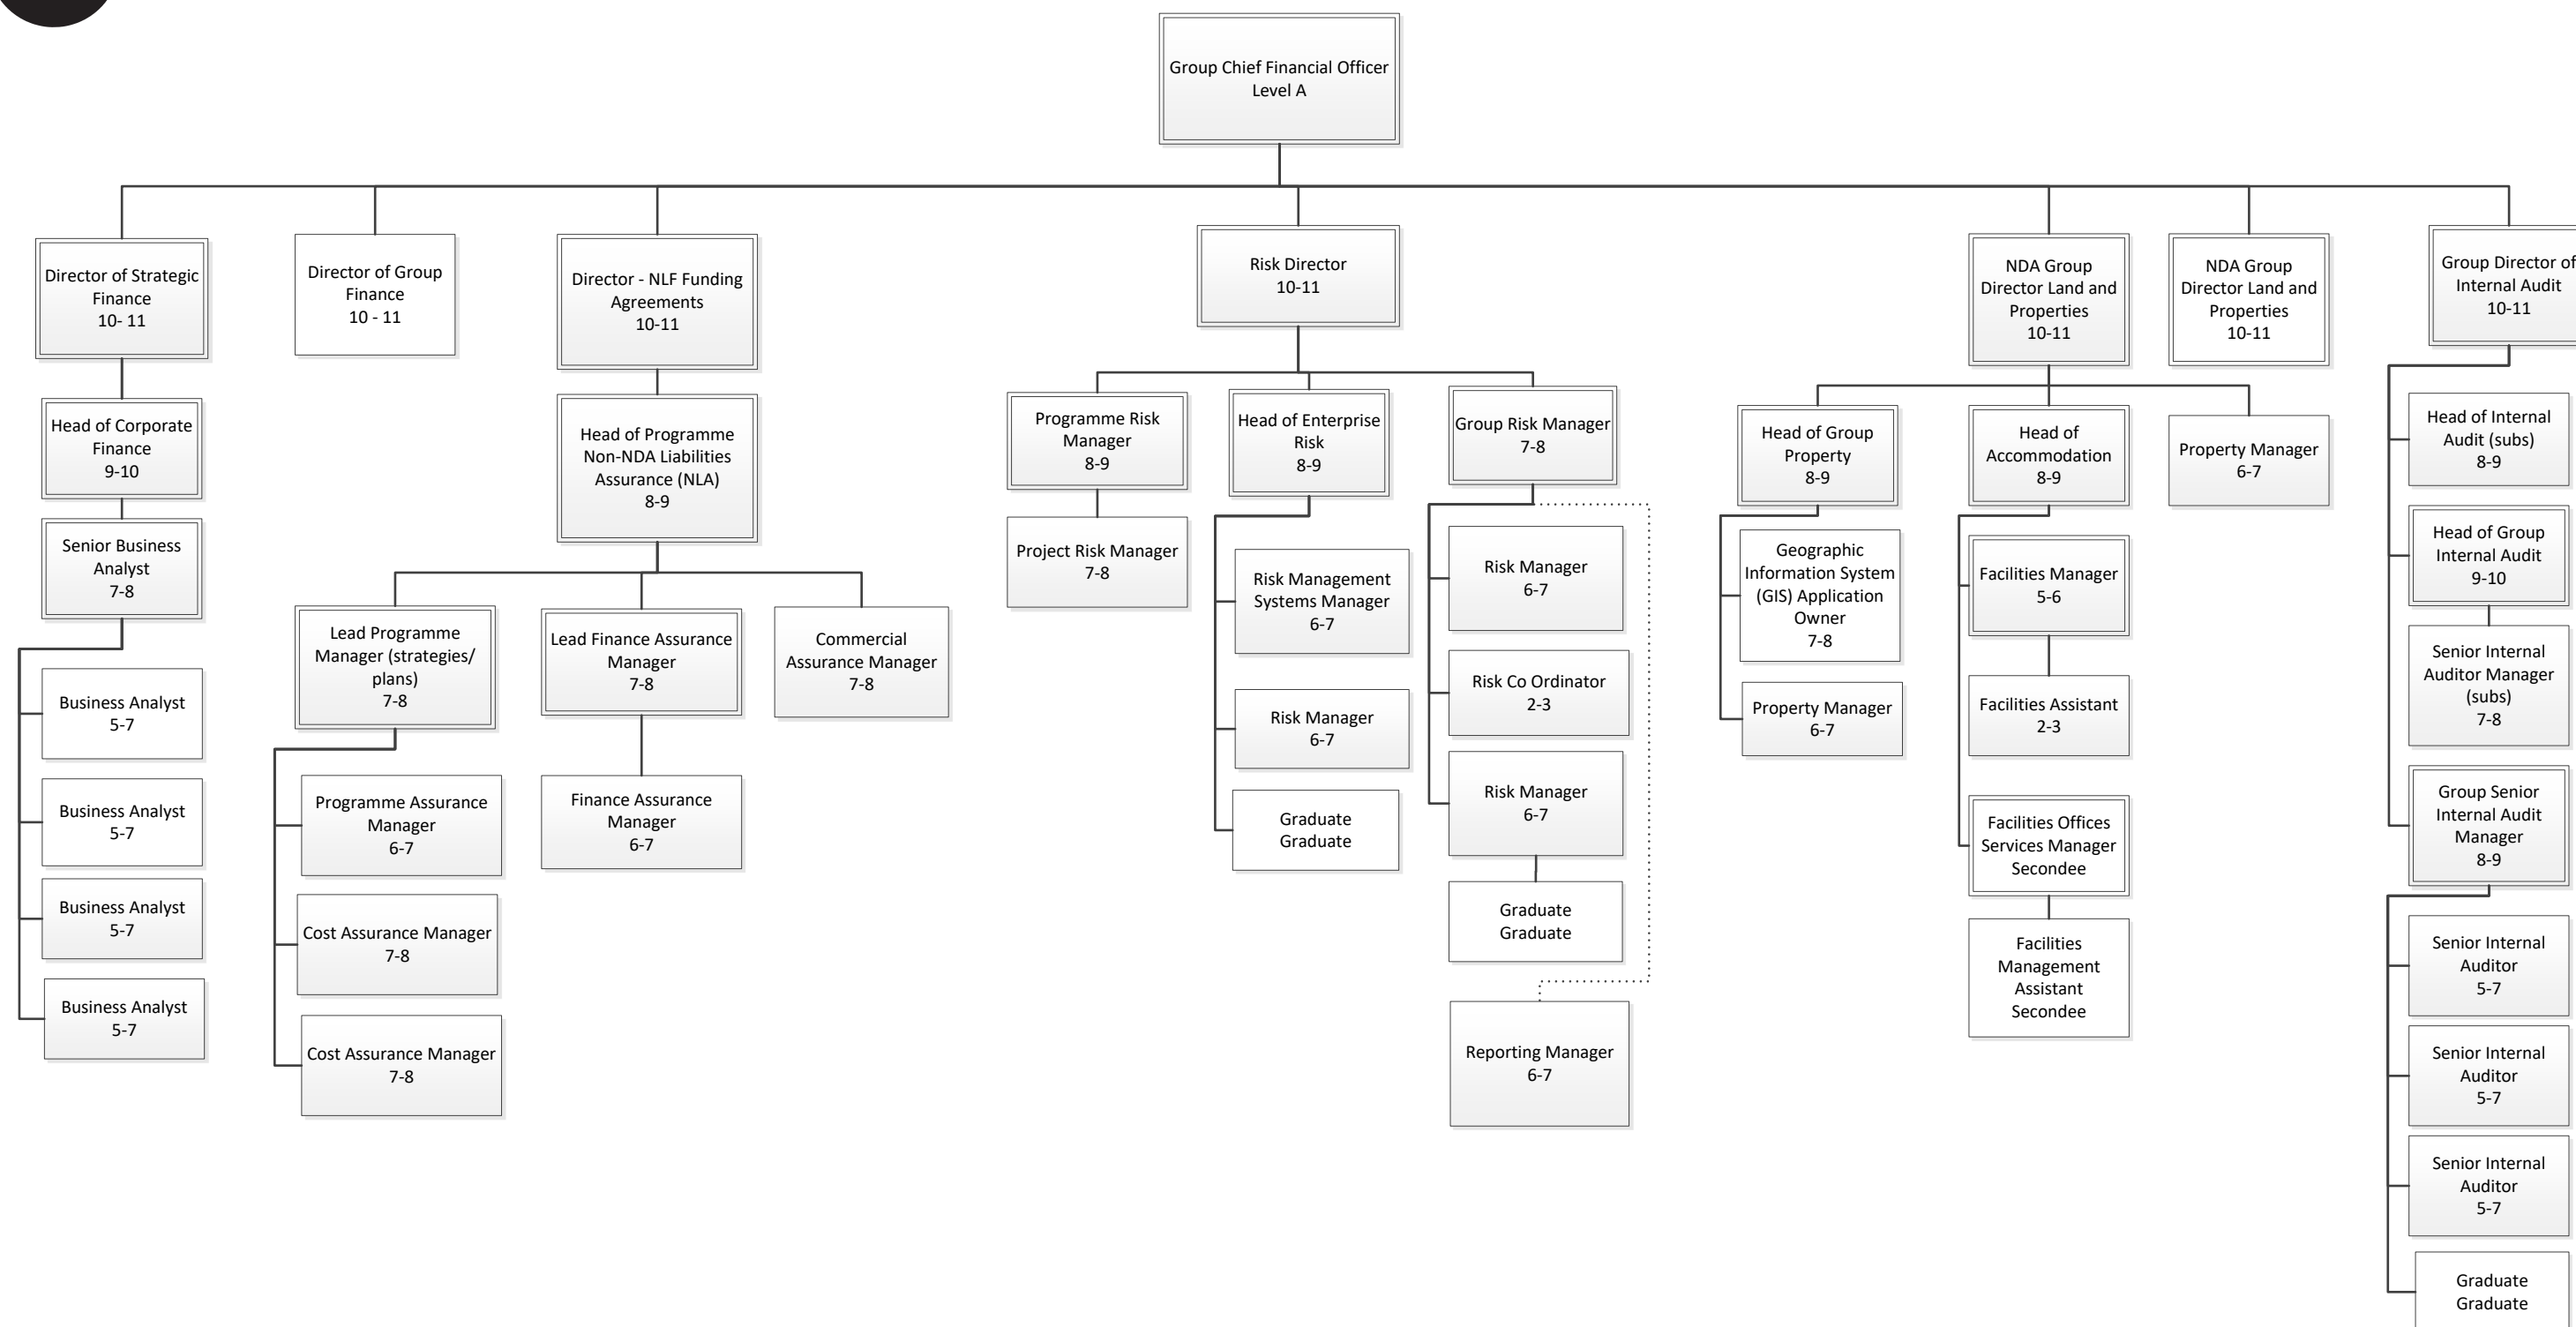 Group Chief Financial Officer
Level A
Director of Strategic
Finance
10- 11
Director of Group
Finance
10 - 11
Director - NLF Funding
Agreements
10-11
Risk Director
10-11
NDA Group
Director Land and
Properties
10-11
NDA Group
Director Land and
Properties
10-11
Group Director of
Internal Audit
10-11
Head of Corporate
Finance
9-10
Senior Business
Analyst
7-8
Business Analyst
5-7
Business Analyst
5-7
Business Analyst
5-7
Business Analyst
5-7
Head of Programme
Non-NDA Liabilities
Assurance (NLA)
8-9
Lead Programme
Manager (strategies/
plans)
7-8
Programme Assurance
Manager
6-7
Cost Assurance Manager
7-8
Cost Assurance Manager
7-8
Lead Finance Assurance
Manager
7-8
Finance Assurance
Manager
6-7
Commercial
Assurance Manager
7-8
Programme Risk
Manager
8-9
Project Risk Manager
7-8
Head of Enterprise
Risk
8-9
Risk Management
Systems Manager
6-7
Risk Manager
6-7
Graduate
Graduate
Group Risk Manager
7-8
Risk Manager
6-7
Risk Co Ordinator
2-3
Risk Manager
6-7
Graduate
Graduate
Reporting Manager
6-7
Head of Group
Property
8-9
Geographic
Information System
(GIS) Application
Owner
7-8
Property Manager
6-7
Head of
Accommodation
8-9
Facilities Manager
5-6
Facilities Assistant
2-3
Facilities Offices
Services Manager
Secondee
Facilities
Management
Assistant
Secondee
Property Manager
6-7
Head of Internal
Audit (subs)
8-9
Head of Group
Internal Audit
9-10
Senior Internal
Auditor Manager
(subs)
7-8
Group Senior
Internal Audit
Manager
8-9
Senior Internal
Auditor
5-7
Senior Internal
Auditor
5-7
Senior Internal
Auditor
5-7
Graduate
Graduate